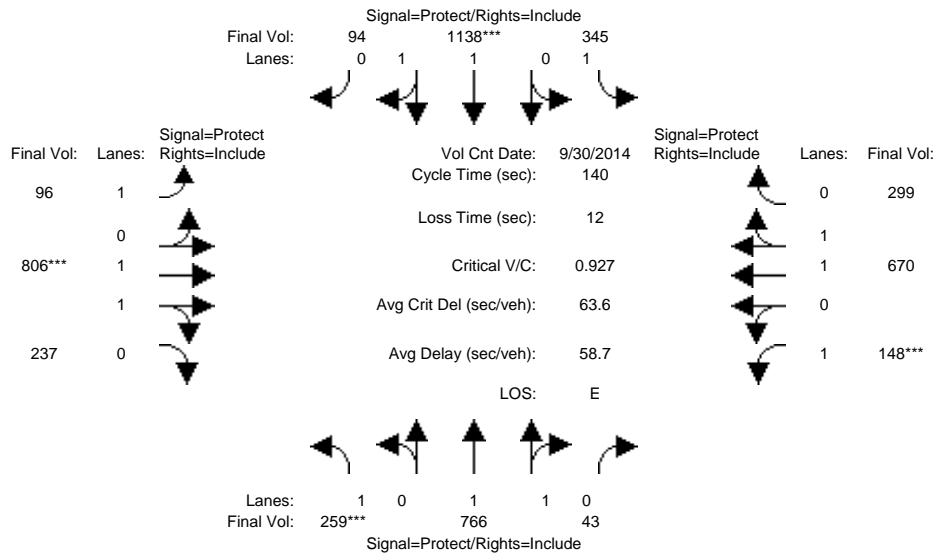 Signal=Protect/Rights=Include
Final Vol: 94 1138*** 345
Lanes: 0 1 1 0 1
Signal=Protect Signal=Protect
Final Vol: Lanes: Rights=Include Vol Cnt Date: 9/30/2014 Rights=Include Lanes: Final Vol:
Cycle Time (sec): 140
96 1 0 299
Loss Time (sec): 12
0 1
806*** 1 Critical V/C: 0.927 1 670
1 Avg Crit Del (sec/veh): 63.6 0
237 0 Avg Delay (sec/veh): 58.7 1 148***
LOS: E
Lanes: 1 0 1 1 0
Final Vol: 259*** 766 43
Signal=Protect/Rights=Include